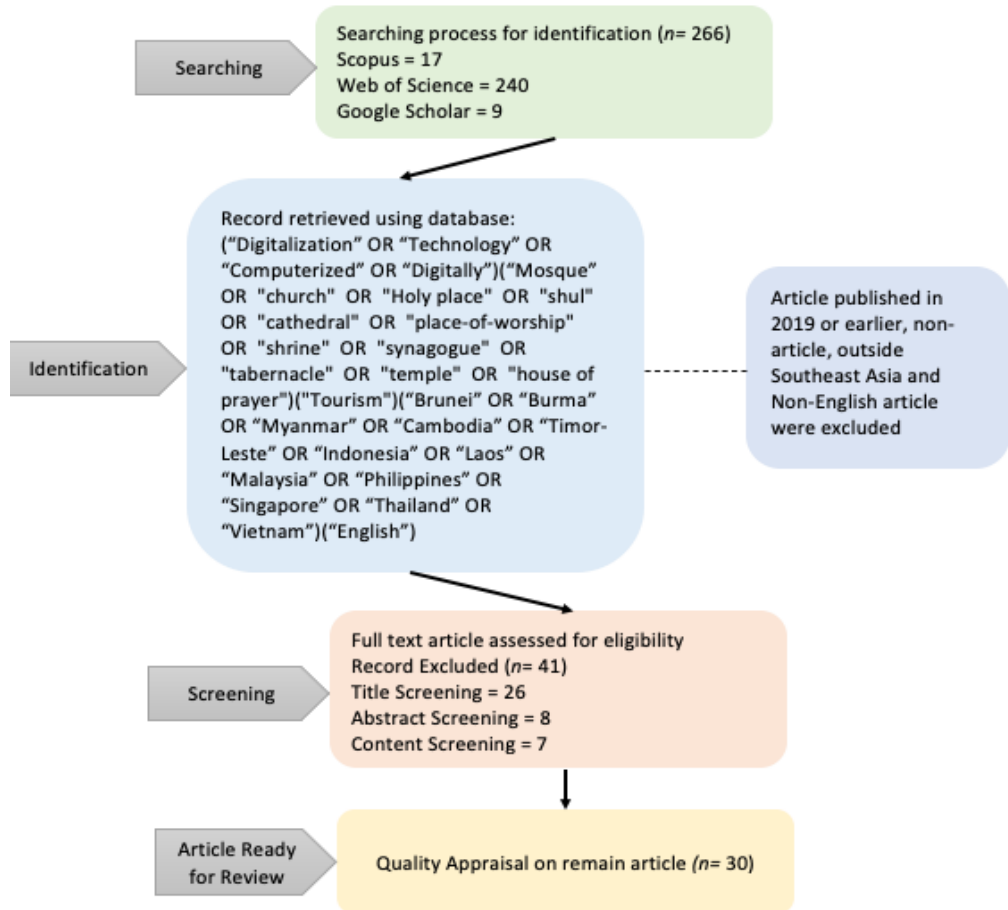 Searching
Searching process for identification (n= 266)
Scopus = 17
Web of Science = 240
Google Scholar = 9
Identification
Record retrieved using database:
(“Digitalization” OR “Technology” OR
“Computerized” OR “Digitally”)(“Mosque”
OR "church" OR "Holy place" OR "shul"
OR "cathedral" OR "place-of-worship"
OR "shrine" OR "synagogue" OR
"tabernacle" OR "temple" OR "house of
prayer")("Tourism")(“Brunei” OR “Burma”
OR “Myanmar” OR “Cambodia” OR “Timor-
Leste” OR “Indonesia” OR “Laos” OR
“Malaysia” OR “Philippines” OR
“Singapore” OR “Thailand” OR
“Vietnam”)(“English”)
Article published in
2019 or earlier, non-
article, outside
Southeast Asia and
Non-English article
were excluded
Screening
Full text article assessed for eligibility
Record Excluded (n= 41)
Title Screening = 26
Abstract Screening = 8
Content Screening = 7
Article Ready
for Review
Quality Appraisal on remain article (n= 30)